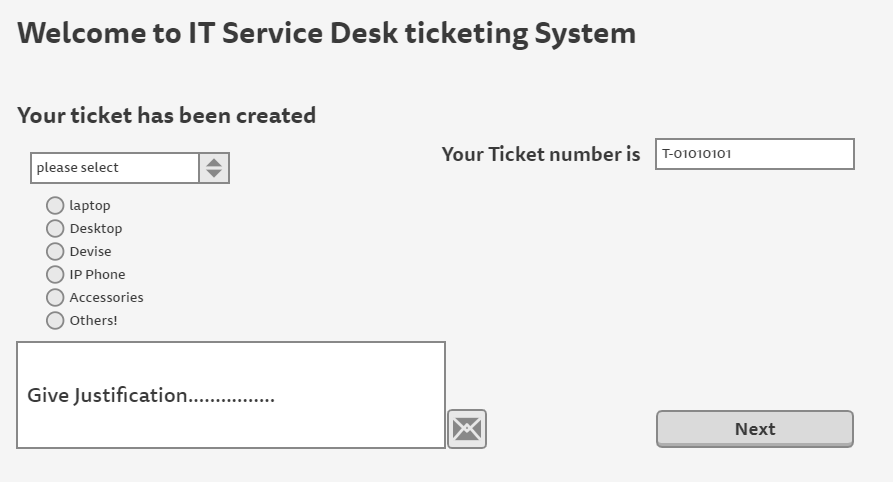 Welcome to IT Service Desk ticketing System
Your ticket has been created
Your Ticket number is
T-01010101
please select
laptop
Desktop
Devise
IP Phone
Accessories
Others!
Give Justification................
Next